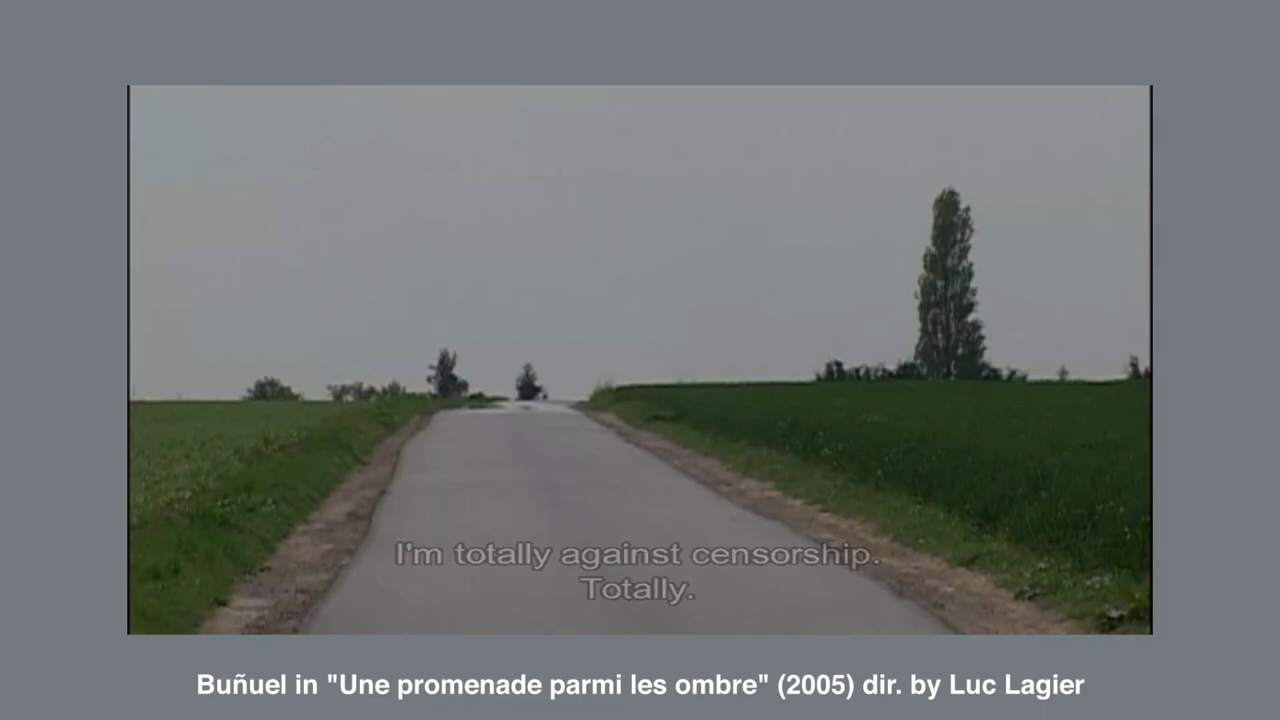 I'm totally against censorship.
Totally.
Buñuel in "Une promenade parmi les ombre" (2005) dir. by Luc Lagier